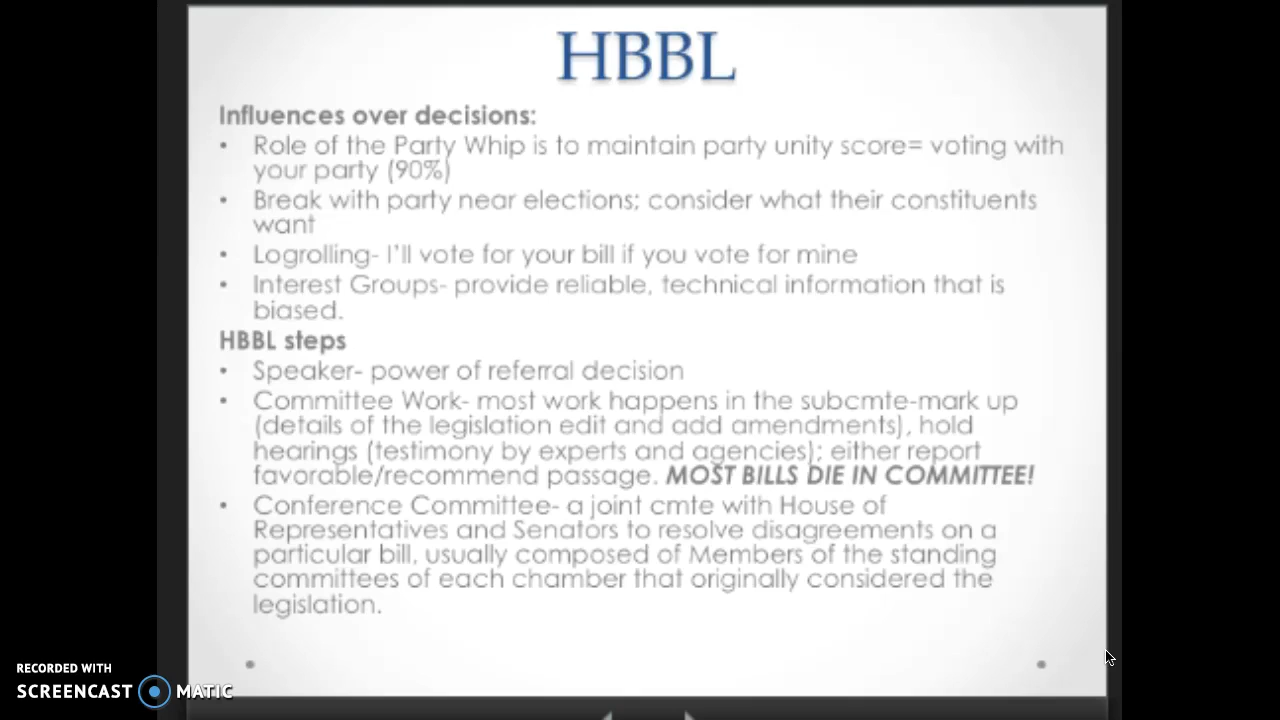 HBBL
Influences over decisions:
• Role of the Party Whip is to maintain party unity score= voting with
your party (90%)
• Break with party near elections; consider what their constituents
want
• Logrolling- I'll vote for your bill if you vote for mine
• Interest Groups- provide reliable, technical information that is
biased.
HBBL steps
• Speaker- power of referral decision
• Committee Work- most work happens in the subcmte-mark up
(details of the legislation edit and add amendments), hold
hearings (testimony by experts and agencies); either report
favorable/recommend passage. MOST BILLS DIE IN COMMITTEE!
• Conference Committee- a joint cmte with House of
Representatives and Senators to resolve disagreements on a
particular bill, usually composed of Members of the standing
committees of each chamber that originally considered the
legislation.
RECORDED WITH
SCREENCAST MATIC